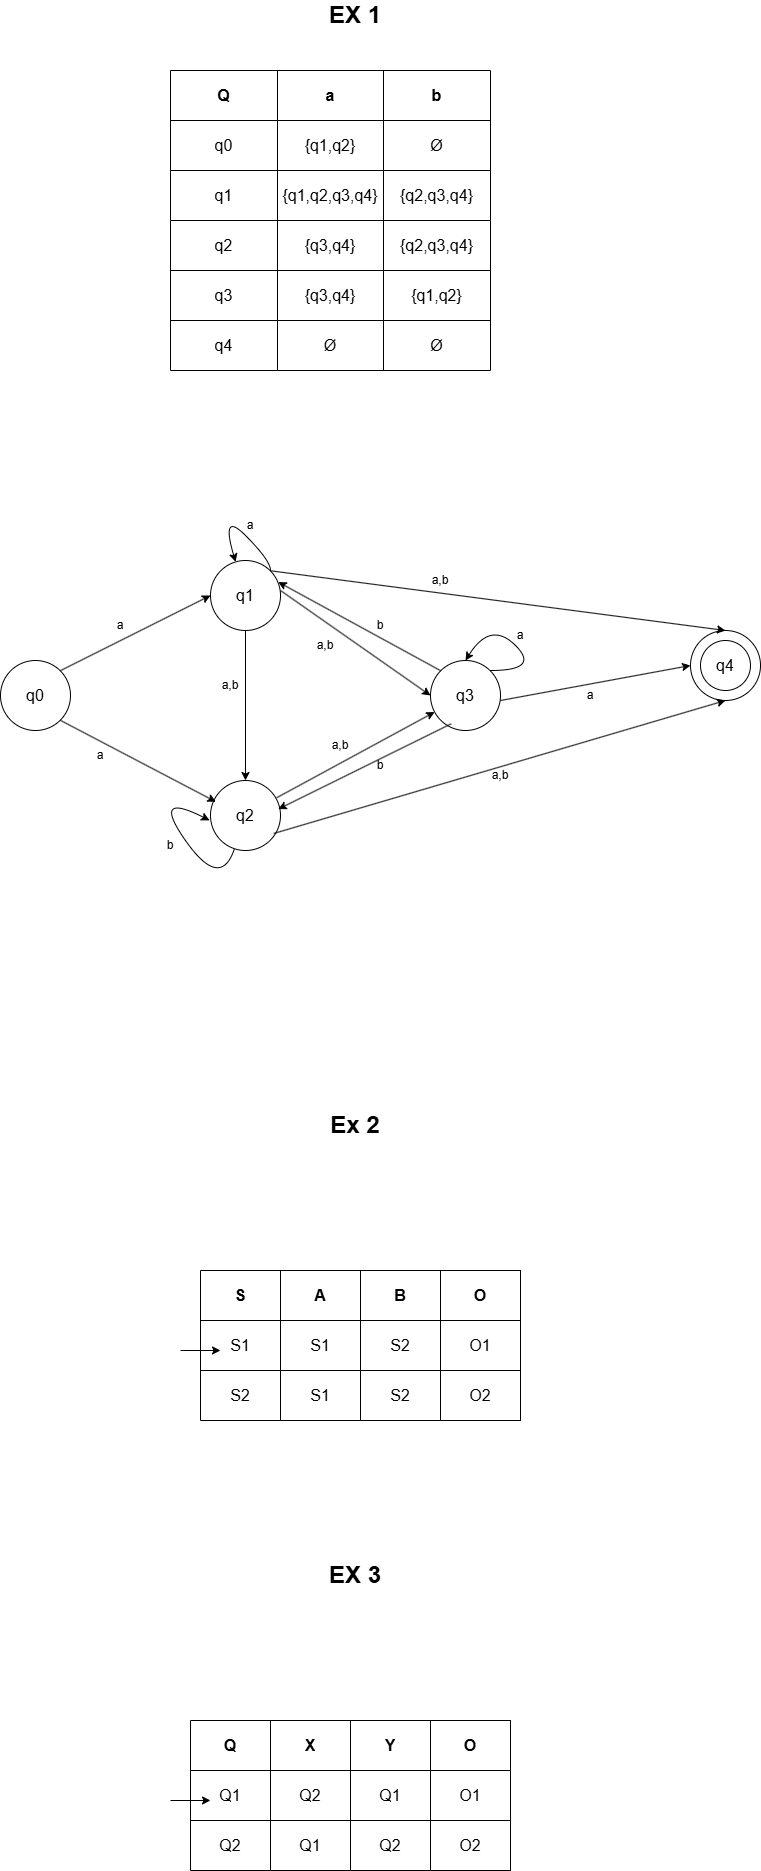 EX 1
Q a b
q0 {q1,q2} Ø
q1 {q1,q2,q3,q4} {q2,q3,q4}
q2 {q3,q4} {q2,q3,q4}
q3 {q3,q4} {q1,q2}
q4 Ø Ø
a
a,b
q1
a
b
a
a,b
q4
a,b
q0
q3
a
a
a,b
b
a,b
q2
b
Ex 2
S A B O
S1 S1 S2 O1
S2 S1 S2 O2
EX 3
Q X Y O
Q1 Q2 Q1 O1
Q2 Q1 Q2 O2